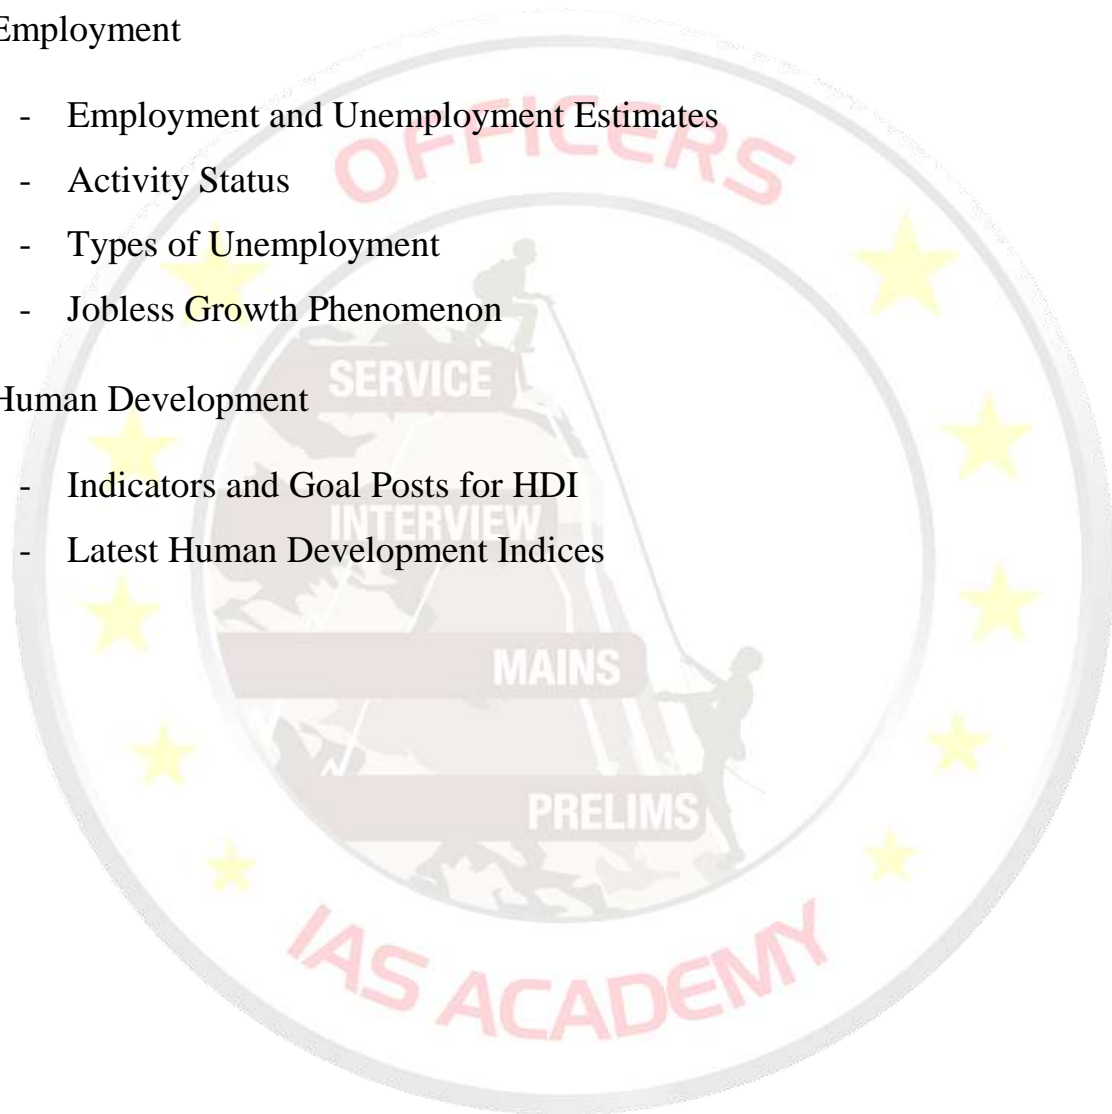 Employment
- Employment and Unemployment Estimates
- Activity Status
- Types of Unemployment
- Jobless Growth Phenomenon
Human Development
- Indicators and Goal Posts for HDI
- Latest Human Development Indices
OFFICERS
SERVICE
INTERVIEW
MAINS
PRELIMS
IAS ACADEMY